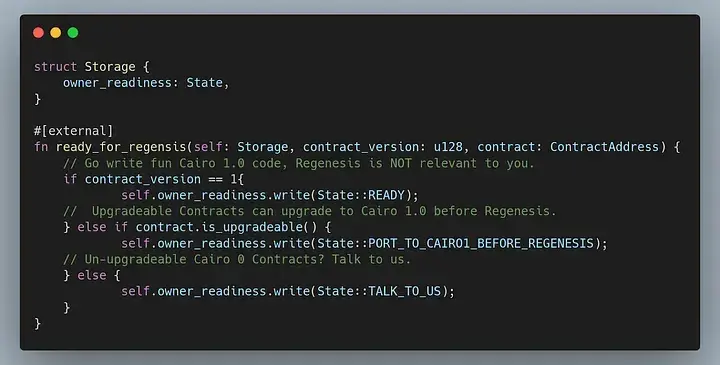 struct Storage {
    owner_readiness: State,
}

#[external]
fn ready_for_regensis(self: Storage, contract_version: u128, contract: ContractAddress) {
    // Go write fun Cairo 1.0 code, Regenesis is NOT relevant to you.
    if contract_version == 1{
            self.owner_readiness.write(State::READY);
    //  Upgradeable Contracts can upgrade to Cairo 1.0 before Regenesis.
    } else if contract.is_upgradeable() {
            self.owner_readiness.write(State::PORT_TO_CAIRO1_BEFORE_REGENESIS);
    // Un-upgradeable Cairo 0 Contracts? Talk to us.
    } else {
            self.owner_readiness.write(State::TALK_TO_US);
    }
}